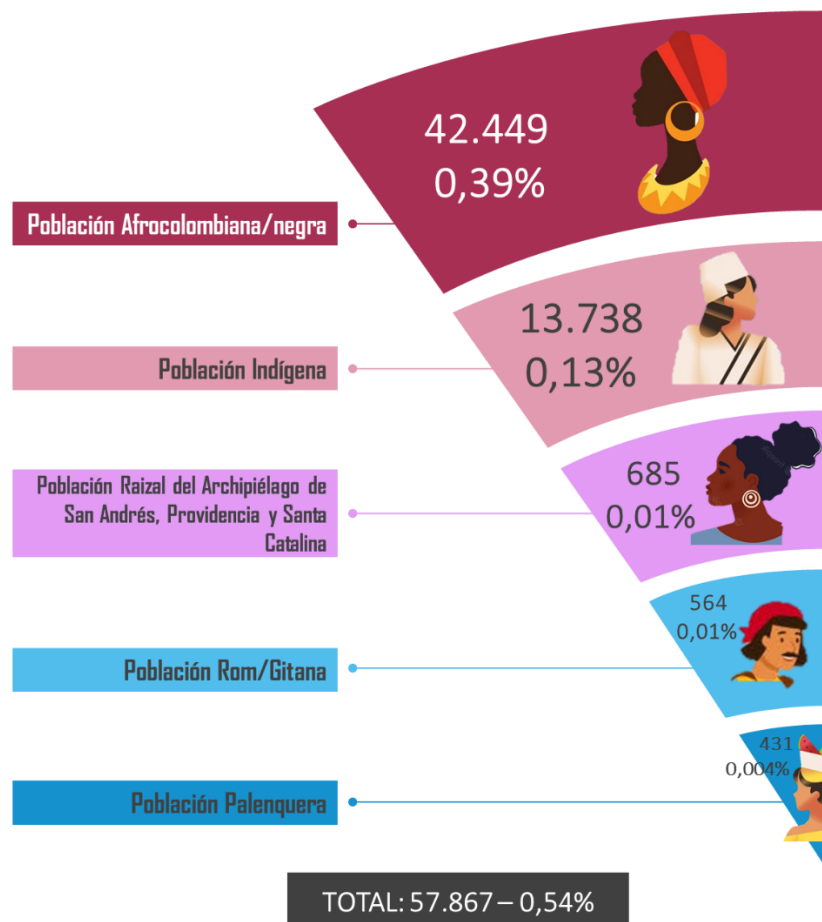 42.449
0,39%
Población Afrocolombiana/negra
13.738
0,13%
Población Indígena
685
0,01%
Población Raizal del Archipiélago de
San Andrés, Providencia y Santa
Catalina
564
0,01%
Población Rom/Gitana
431
0,004%
Población Palenquera
TOTAL: 57.867 – 0,54%